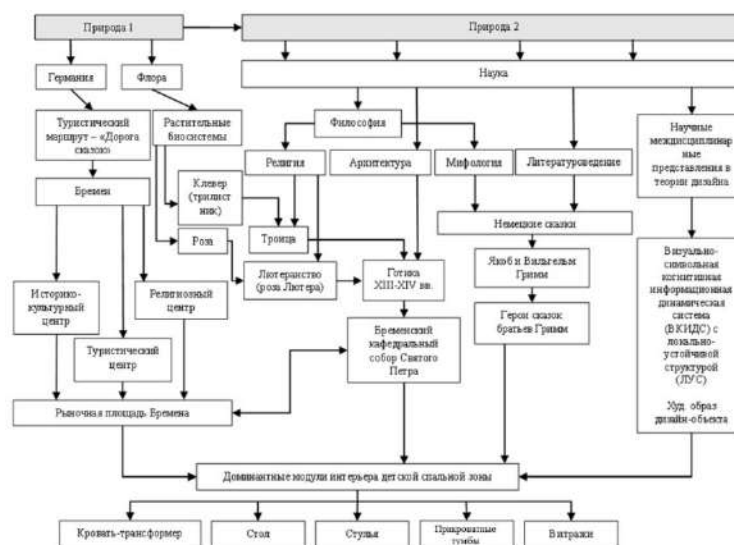 Природа 1
Природа 2
Германия
Флора
Наука
Туристический
маршрут – «Дорога
сказок»
Растительные
биосистемы
Философия
Научные
междисциплинар
ные
представления в
теории дизайна
Религия
Архитектура
Мифология
Литературоведение
Бремен
Клевер
(трилист
ник)
Немецкие сказки
Роза
Троица
Историко-
культурный
центр
Религиозный
центр
Лютеранство
(роза Лютера)
Готика
XIII-XIV вв.
Якоб и Вильгельм
Гримм
Визуально-
символьная
когнитивная
информационная
динамическая
система
(ВКИДС) с
локально-
устойчивой
структурой
(ЛУС)
Худ. образ
дизайн-объекта
Туристический
центр
Бременский
кафедральный
собор Святого
Петра
Герои сказок
братьев Гримм
Рыночная площадь Бремена
Доминантные модули интерьера детской спальной зоны
Кровать-трансформер
Стол
Стулья
Прикроватные
тумбы
Витражи